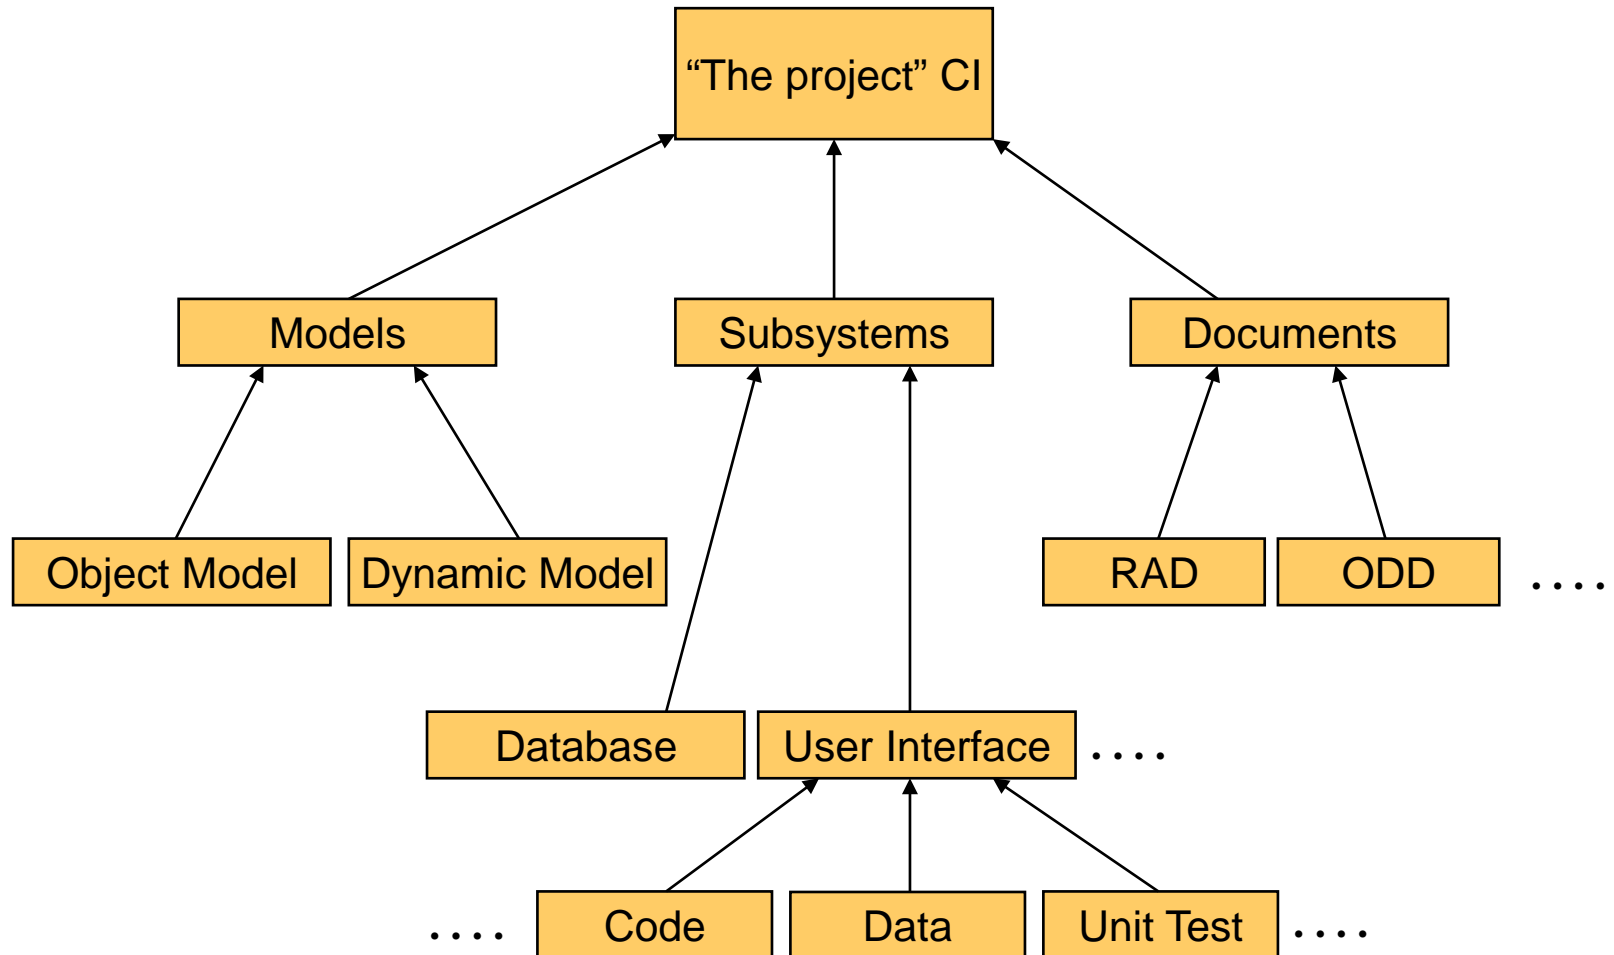 “The project” CI
Models
Subsystems
Documents
Object Model
Dynamic Model
RAD
ODD
....
Database
User Interface
....
....
Code
Data
Unit Test
....